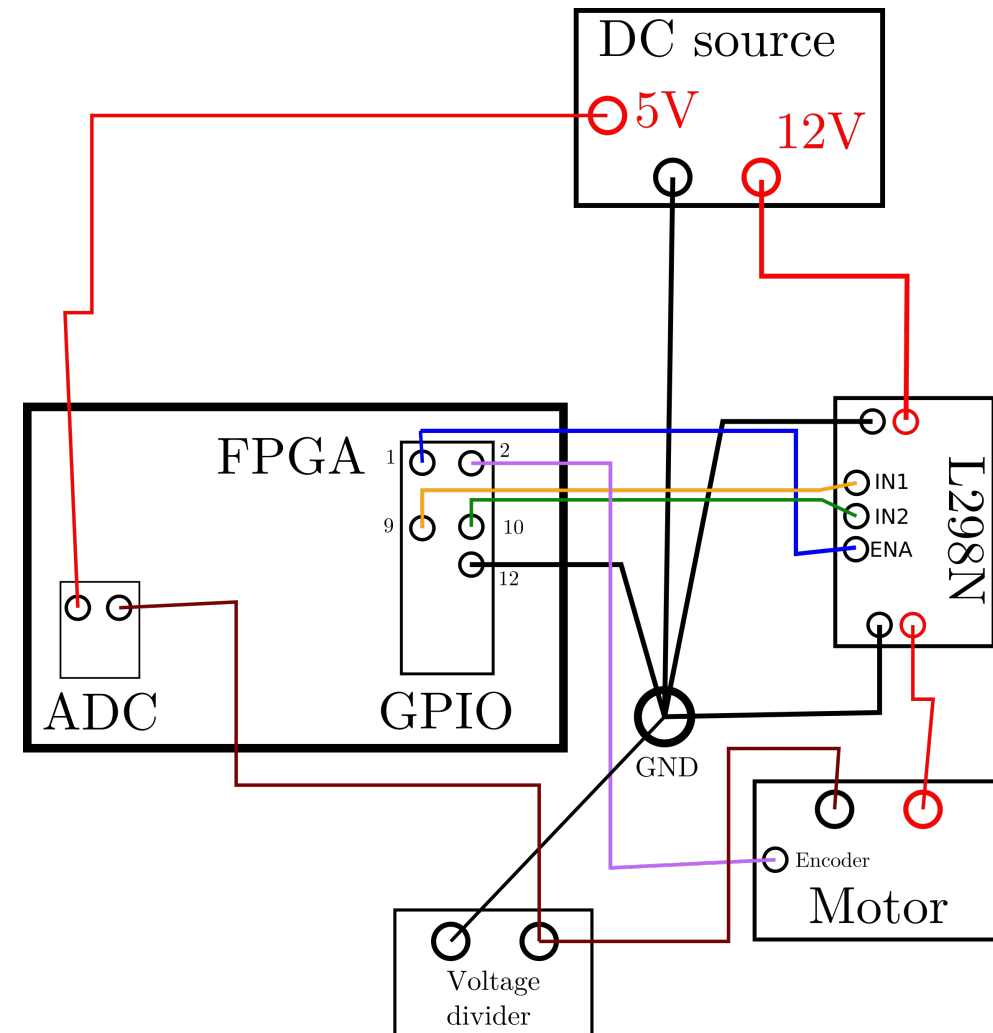 DC source
5V
12V
FPGA
1
2
9
10
12
IN1
IN2
ENA
L298N
ADC
GPIO
GND
Encoder
Motor
Voltage
divider